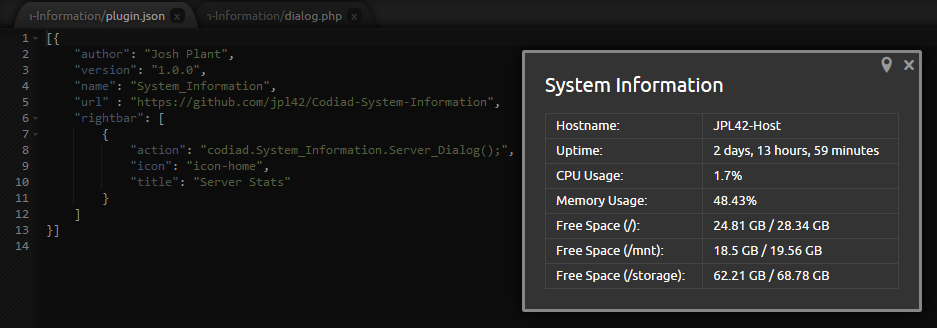 ı-Information/plugin.json x
ı-Information/dialog.php x
1 [{
2 "author": "Josh Plant",
3 "version": "1.0.0",
4 "name": "System_Information",
5 "url" : "https://github.com/jpl42/Codiad-System-Information",
6 "rightbar": [
7 {
8 "action": "codiad.System_Information.Server_Dialog();",
9 "icon": "icon-home",
10 "title": "Server Stats"
11 }
12 ]
13 }]
14
System Information
Hostname: JPL42-Host
Uptime: 2 days, 13 hours, 59 minutes
CPU Usage: 1.7%
Memory Usage: 48.43%
Free Space (/): 24.81 GB / 28.34 GB
Free Space (/mnt): 18.5 GB / 19.56 GB
Free Space (/storage): 62.21 GB / 68.78 GB